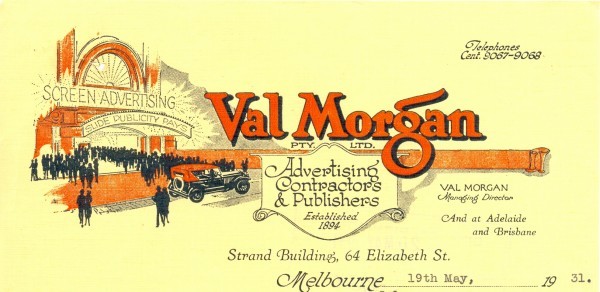 Telephones
Cent. 9067-9068
SCREEN ADVERTISING
SLIDE PUBLICITY PAYS
Val Morgan
PTY. LTD.
Advertising
Contractors
& Publishers
Established
1894
VAL MORGAN
Managing Director
And at Adelaide
and Brisbane
Strand Building, 64 Elizabeth St.
Melbourne 19th May, 1931.